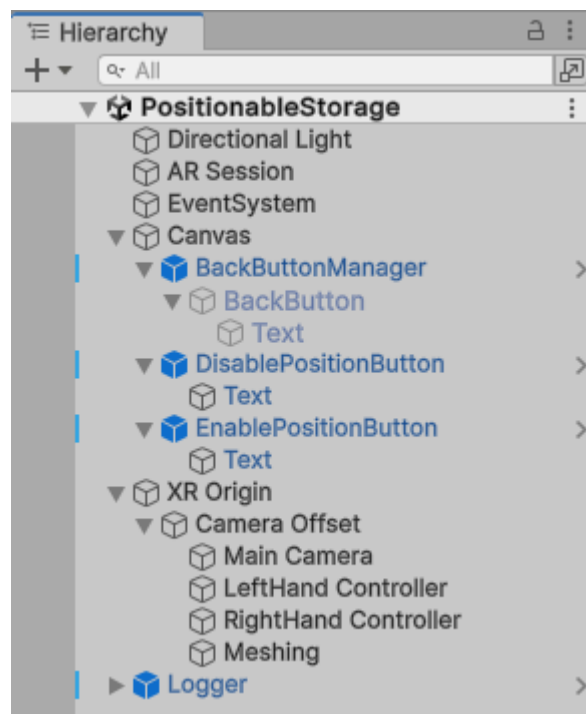 Hierarchy
All
PositionableStorage
Directional Light
AR Session
EventSystem
Canvas
BackButtonManager
BackButton
Text
DisablePositionButton
Text
EnablePositionButton
Text
XR Origin
Camera Offset
Main Camera
LeftHand Controller
RightHand Controller
Meshing
Logger